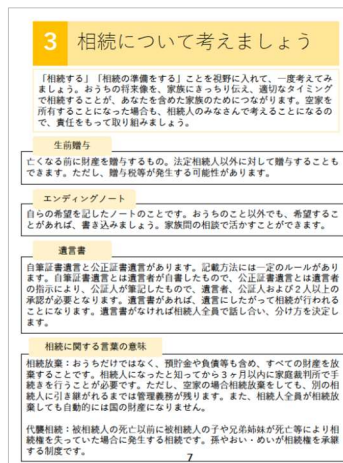 3 相続について考えましょう
「相続する」「相続の準備をする」ことを視野に入れて、一度考えてみ
ましょう。おうちの将来像を、家族にきっちり伝え、適切なタイミング
で相続することが、あなたを含めた家族のためにつながります。空家を
所有することになった場合も、相続人のみなさんで考えることになるの
で、責任をもって取り組みましょう。
生前贈与
亡くなる前に財産を贈与するもの。法定相続人以外に対して贈与することも
できます。ただし、贈与税等が発生する可能性があります。
エンディングノート
自らの希望を記したノートのことです。おうちのこと以外でも、希望するこ
とがあれば、書き込みましょう。家族間の相談で活かすことができます。
遺言書
自筆証書遺言と公正証書遺言があります。記載方法には一定のルールがあり
ます。自筆証書遺言とは遺言者が自書したもので、公正証書遺言とは遺言者
の指示により、公証人が筆記したもので、遺言者、公証人および2人以上の
承認が必要となります。遺言書があれば、遺言にしたがって相続が行われる
ことになります。遺言書がなければ相続人全員で話し合い、分け方を決定し
ます。
相続に関する言葉の意味
相続放棄：おうちだけではなく、預貯金や負債等も含め、すべての財産を放
棄することです。相続人になったと知ってから3ヶ月以内に家庭裁判所で手
続きを行うことが必要です。ただし、空家の場合相続放棄をしても、別の相
続人に引き継がれるまでは管理義務が残ります。また、相続人全員が相続放
棄しても自動的には国の財産になりません。
代襲相続：被相続人の死亡以前に被相続人の子や兄弟姉妹が死亡等により相
続権を失っていた場合に発生する相続です。孫やおい・めいが相続権を承継
する制度です。
7